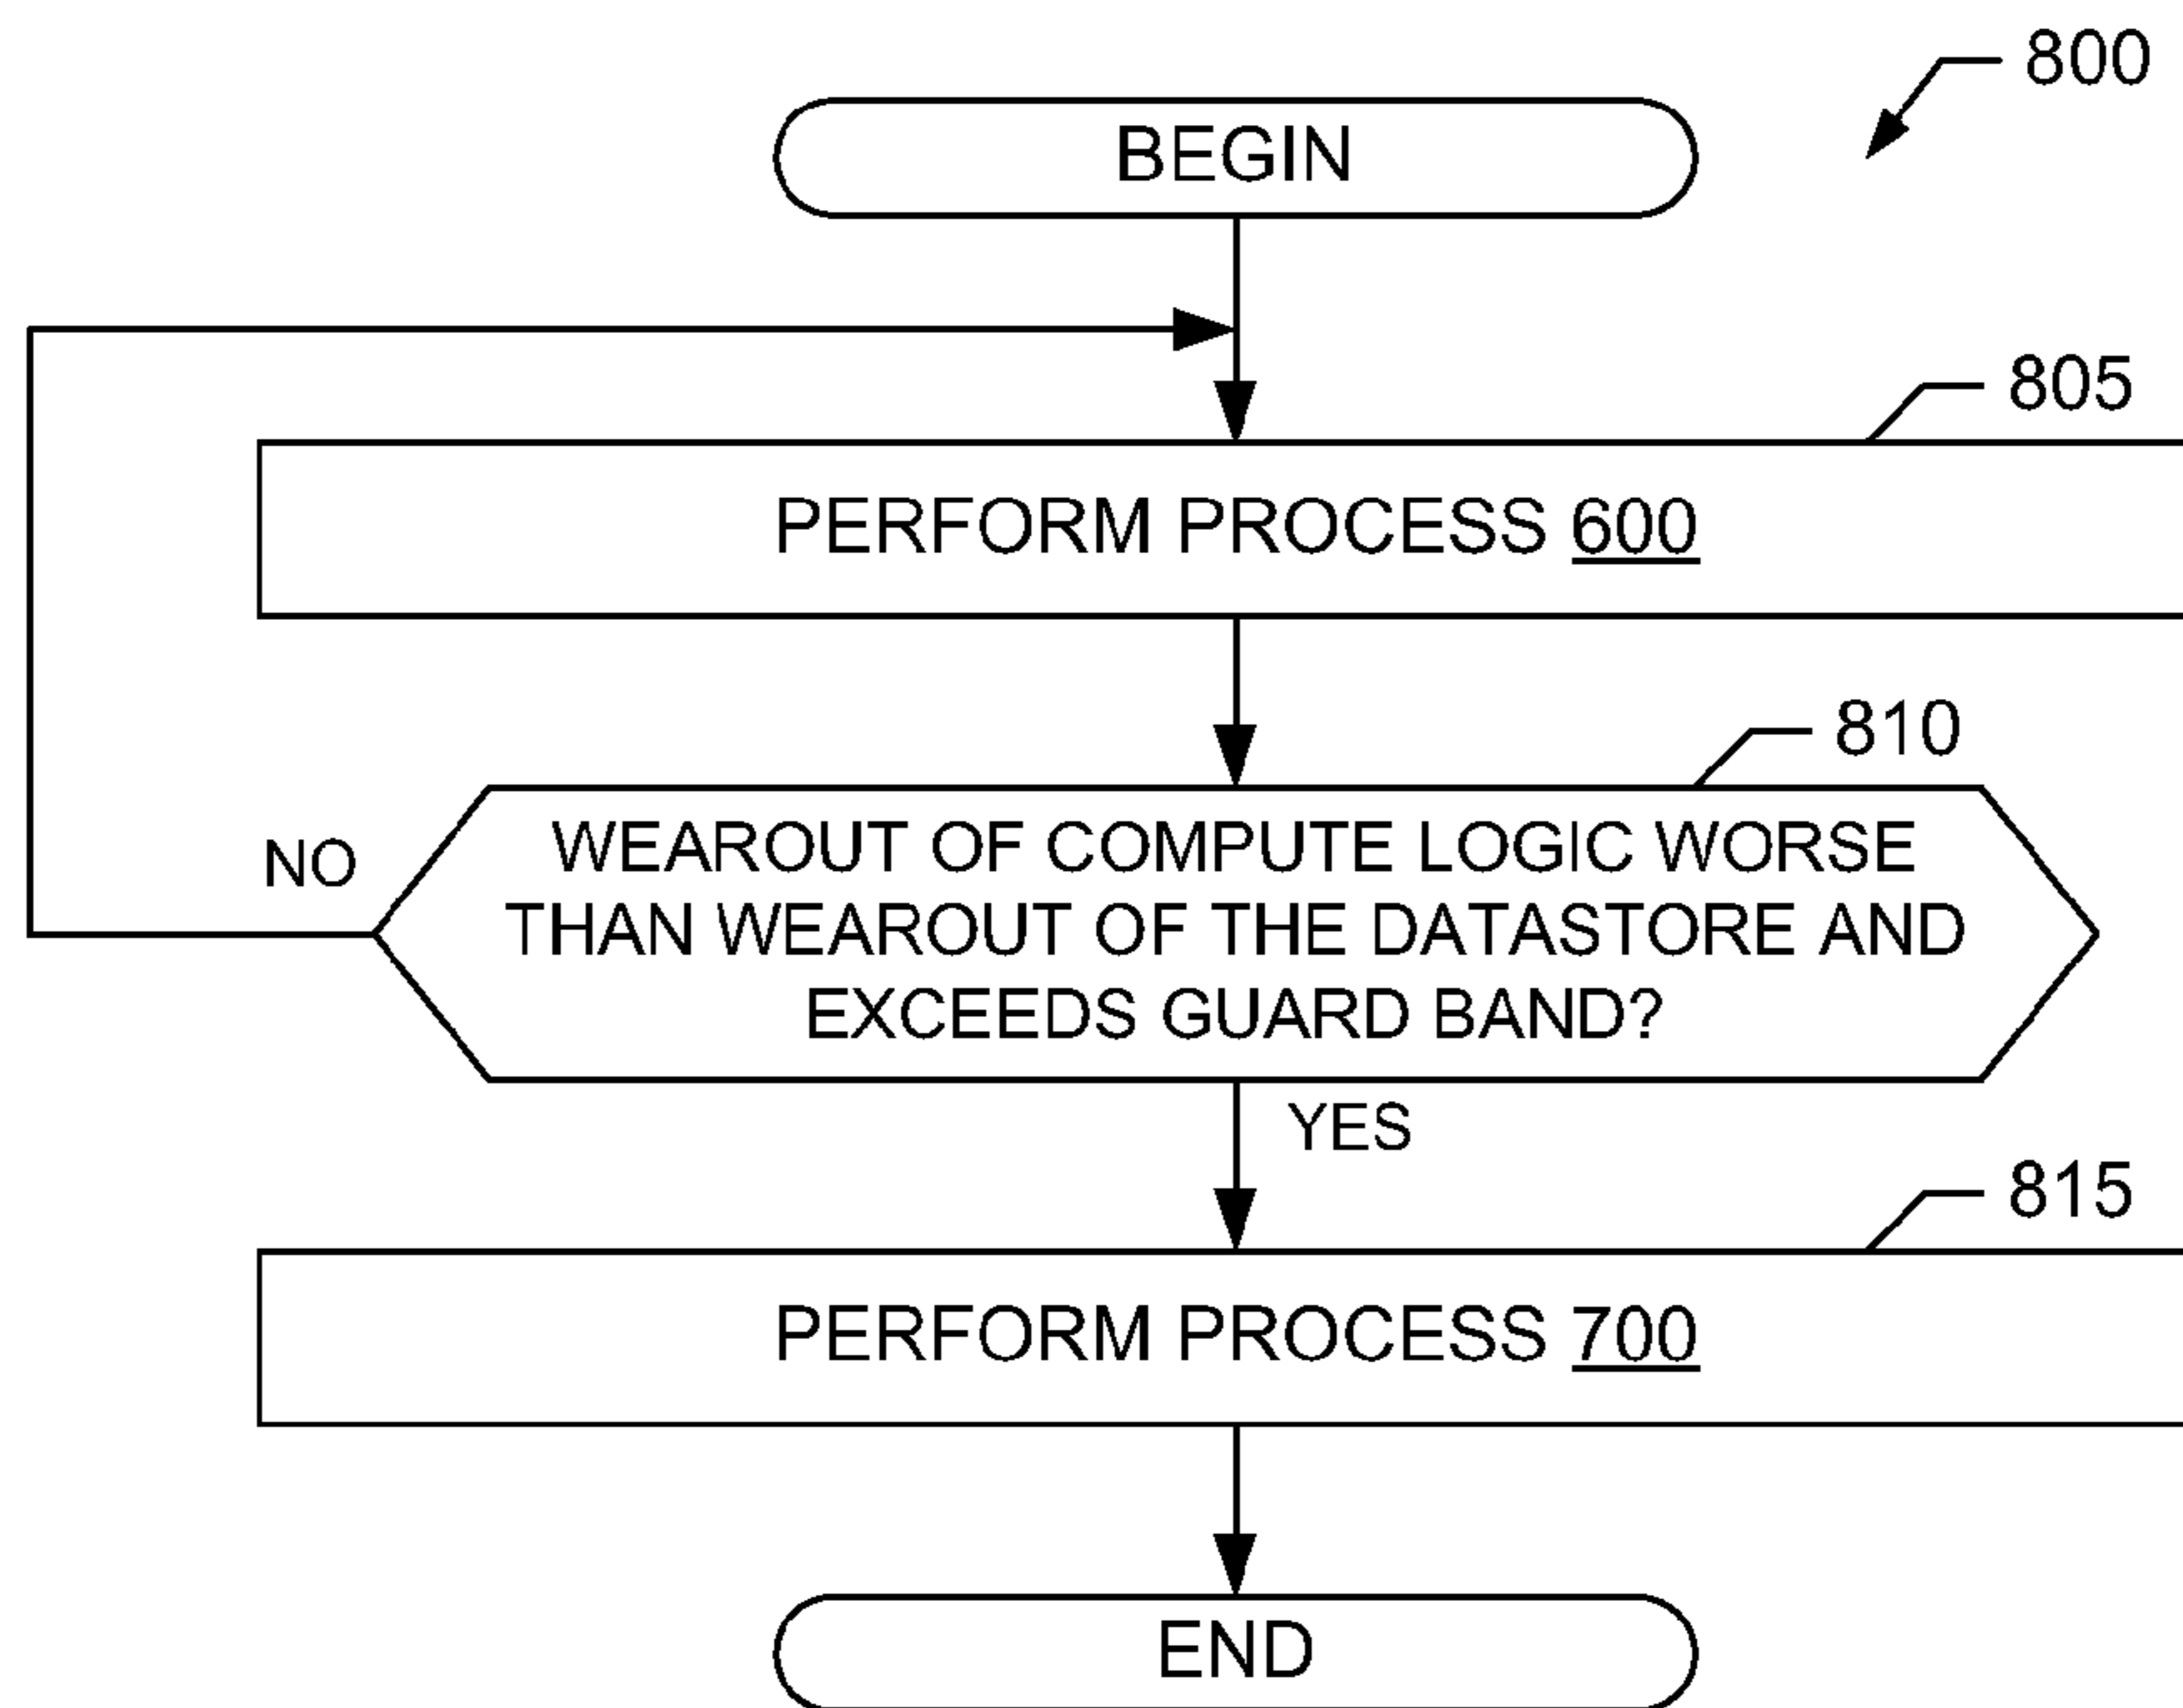 800
BEGIN
805
PERFORM PROCESS 600
810
NO
WEAROUT OF COMPUTE LOGIC WORSE
THAN WEAROUT OF THE DATASTORE AND
EXCEEDS GUARD BAND?
YES
815
PERFORM PROCESS 700
END